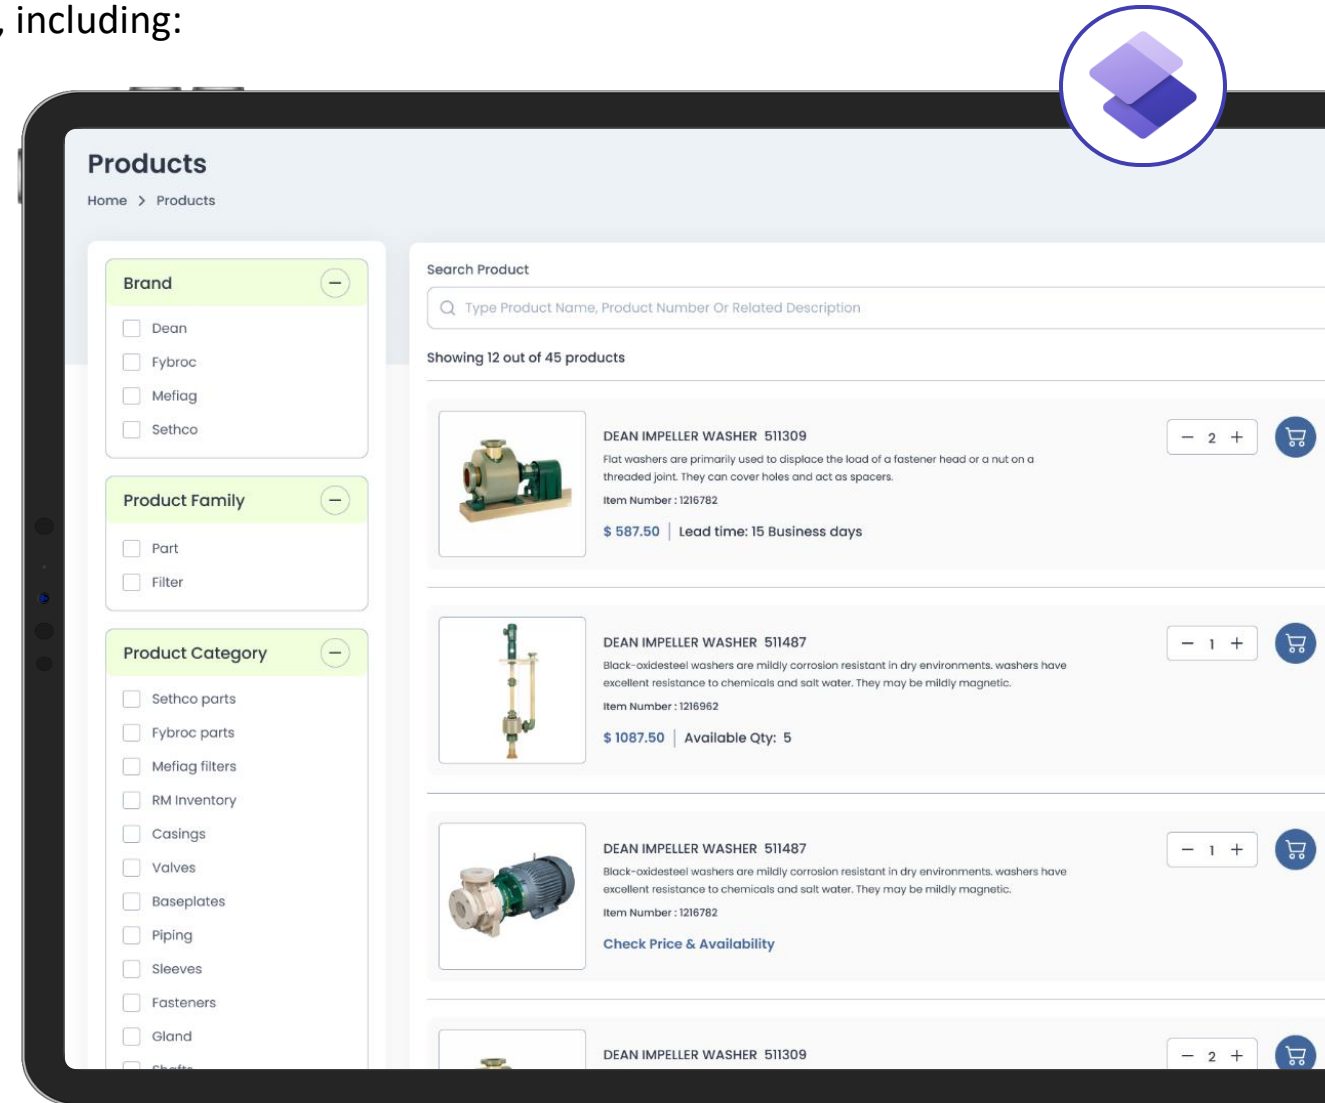 , including:
Products
Home > Products
Brand
Dean
Fybroc
Mefiag
Sethco
Product Family
Part
Filter
Product Category
Sethco parts
Fybroc parts
Mefiag filters
RM Inventory
Casings
Valves
Baseplates
Piping
Sleeves
Fasteners
Gland
Shafts
Search Product
Type Product Name, Product Number Or Related Description
Showing 12 out of 45 products
DEAN IMPELLER WASHER 511309
Flat washers are primarily used to displace the load of a fastener head or a nut on a
threaded joint. They can cover holes and act as spacers.
Item Number : 1216782
$ 587.50 | Lead time: 15 Business days
− 2 +
DEAN IMPELLER WASHER 511487
Black-oxidesteel washers are mildly corrosion resistant in dry environments. washers have
excellent resistance to chemicals and salt water. They may be mildly magnetic.
Item Number : 1216962
$ 1087.50 | Available Qty: 5
− 1 +
DEAN IMPELLER WASHER 511487
Black-oxidesteel washers are mildly corrosion resistant in dry environments. washers have
excellent resistance to chemicals and salt water. They may be mildly magnetic.
Item Number : 1216782
Check Price & Availability
− 1 +
DEAN IMPELLER WASHER 511309
− 2 +